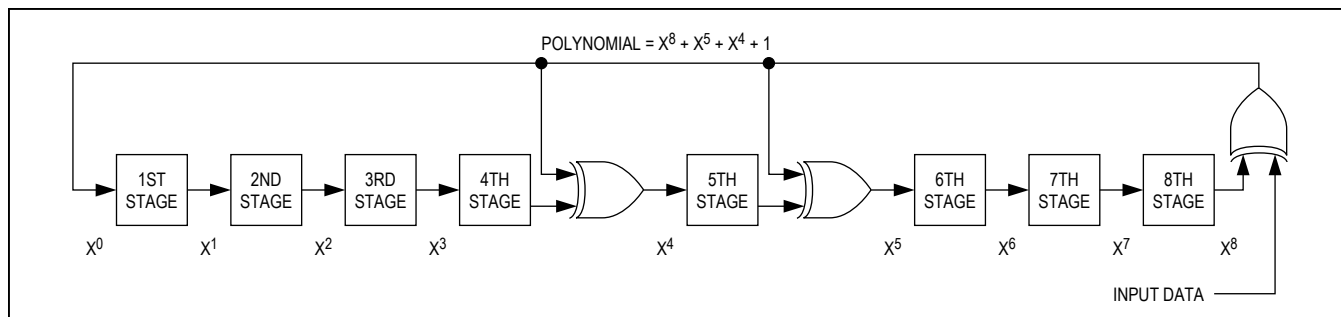 POLYNOMIAL = X⁸ + X⁵ + X⁴ + 1
1ST
STAGE
2ND
STAGE
3RD
STAGE
4TH
STAGE
5TH
STAGE
6TH
STAGE
7TH
STAGE
8TH
STAGE
X⁰
X¹
X²
X³
X⁴
X⁵
X⁶
X⁷
X⁸
INPUT DATA